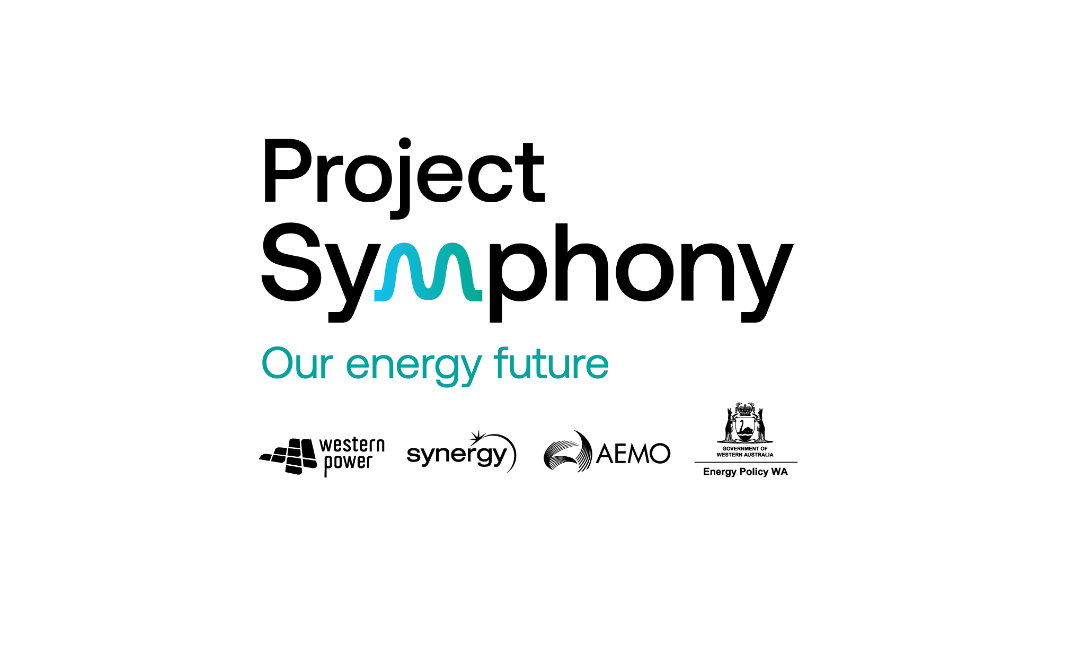 Project
Symphony
Our energy future
western
power
synergy
AEMO
GOVERNMENT OF
WESTERN AUSTRALIA
Energy Policy WA